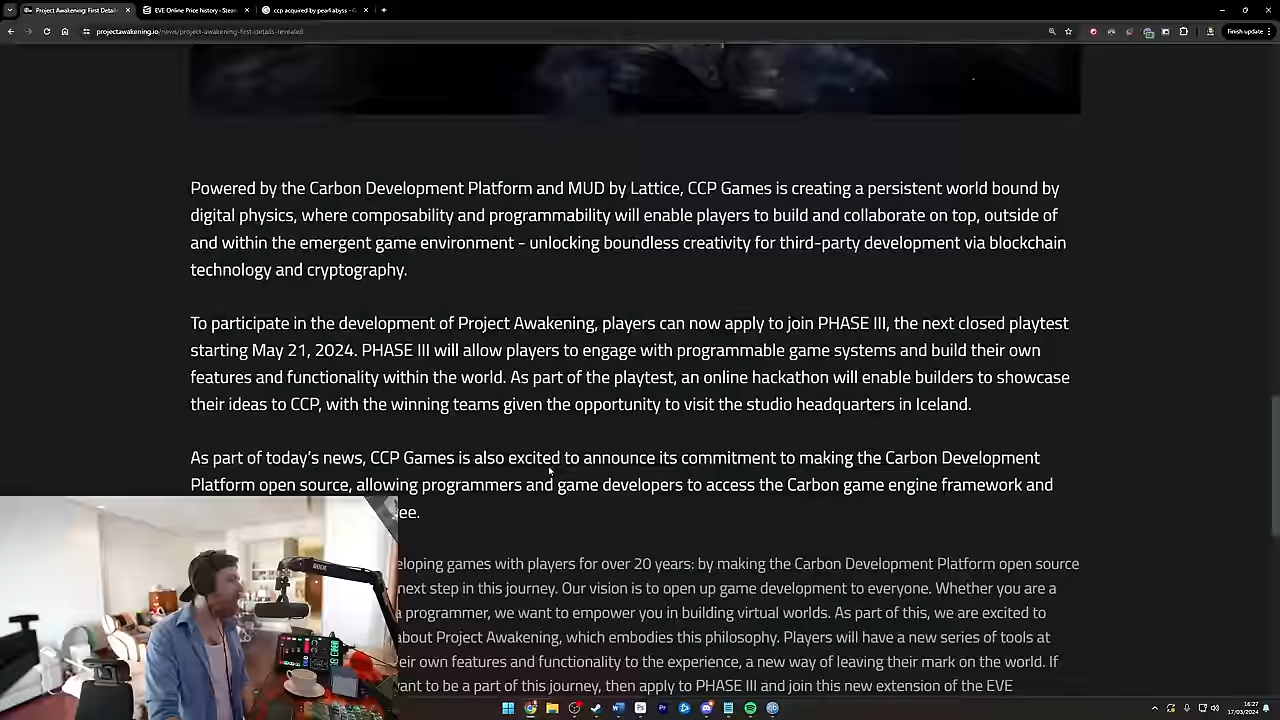 Project Awakening: First Details
EVE Online Price history - Steam
ccp acquired by pearl abyss - G
projectawakening.io/news/project-awakening-first-details-revealed
Finish update
Powered by the Carbon Development Platform and MUD by Lattice, CCP Games is creating a persistent world bound by
digital physics, where composability and programmability will enable players to build and collaborate on top, outside of
and within the emergent game environment - unlocking boundless creativity for third-party development via blockchain
technology and cryptography.
To participate in the development of Project Awakening, players can now apply to join PHASE III, the next closed playtest
starting May 21, 2024. PHASE III will allow players to engage with programmable game systems and build their own
features and functionality within the world. As part of the playtest, an online hackathon will enable builders to showcase
their ideas to CCP, with the winning teams given the opportunity to visit the studio headquarters in Iceland.
As part of today's news, CCP Games is also excited to announce its commitment to making the Carbon Development
Platform open source, allowing programmers and game developers to access the Carbon game engine framework and
ee.
eloping games with players for over 20 years: by making the Carbon Development Platform open source
next step in this journey. Our vision is to open up game development to everyone. Whether you are a
a programmer, we want to empower you in building virtual worlds. As part of this, we are excited to
about Project Awakening, which embodies this philosophy. Players will have a new series of tools at
eir own features and functionality to the experience, a new way of leaving their mark on the world. If
ant to be a part of this journey, then apply to PHASE III and join this new extension of the EVE
RODE
16:27
17/03/2024